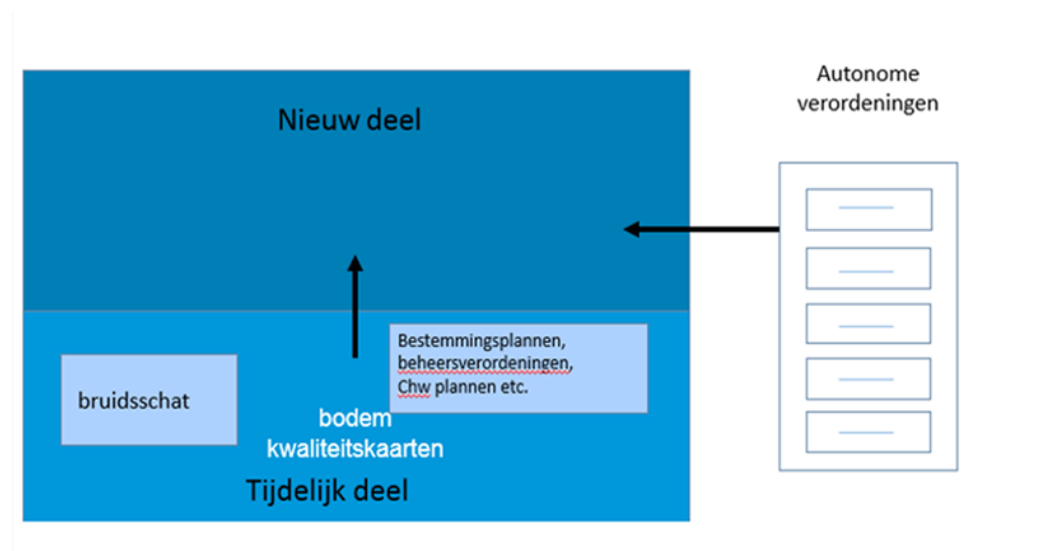 Autonome
verordeningen
Nieuw deel
Bestemmingsplannen,
beheersverordeningen,
Chw plannen etc.
bruidsschat
bodem
kwaliteitskaarten
Tijdelijk deel